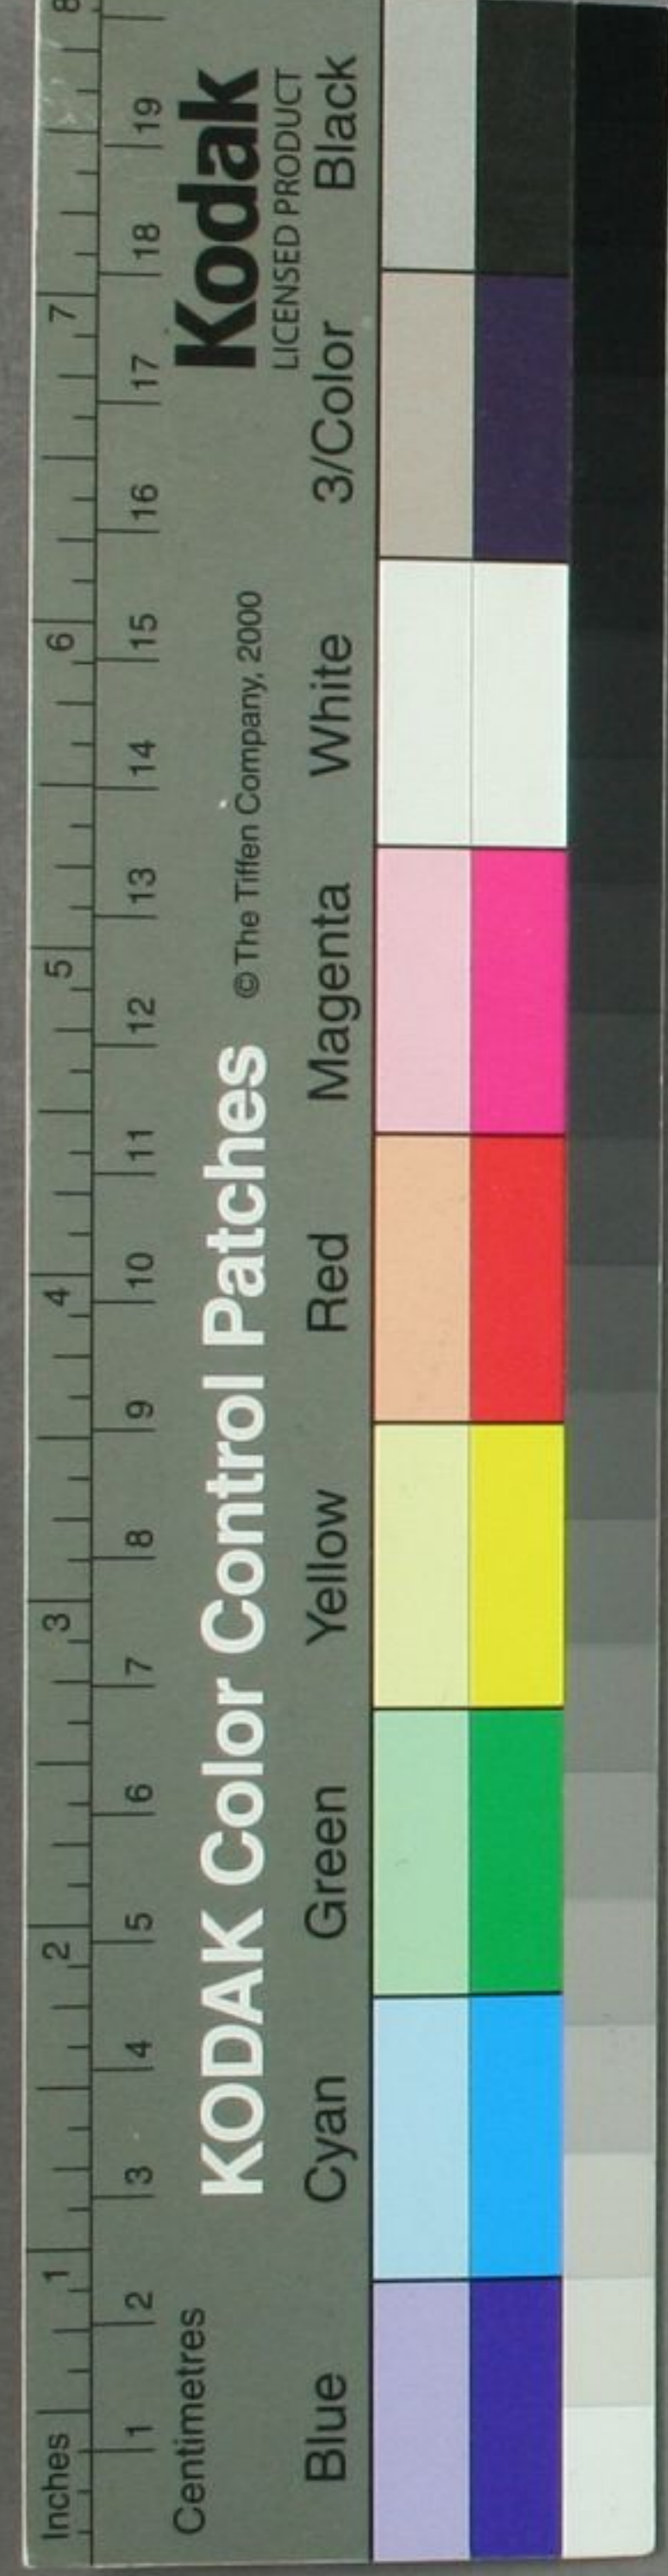 Inches 1 2 3 4 5 6 7 8
1 2 3 4 5 6 7 8 9 10 11 12 13 14 15 16 17 18 19
Centimetres
KODAK Color Control Patches © The Tiffen Company, 2000 Kodak
LICENSED PRODUCT
Blue Cyan Green Yellow Red Magenta White 3/Color Black